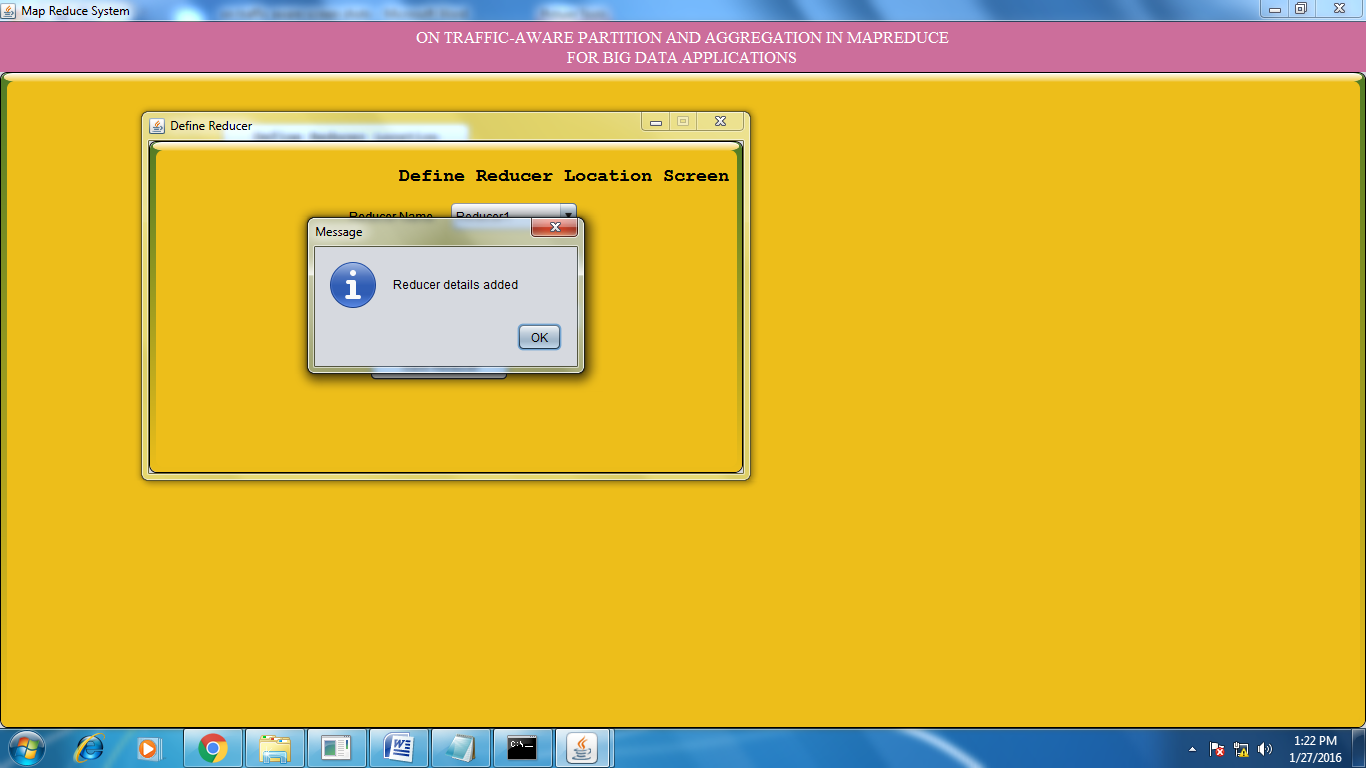 Map Reduce System
ON TRAFFIC-AWARE PARTITION AND AGGREGATION IN MAPREDUCE
FOR BIG DATA APPLICATIONS
Define Reducer
Define Reducer Location Screen
Reducer Name
Reducer1
Message
Reducer details added
OK
C:\
1:22 PM
1/27/2016